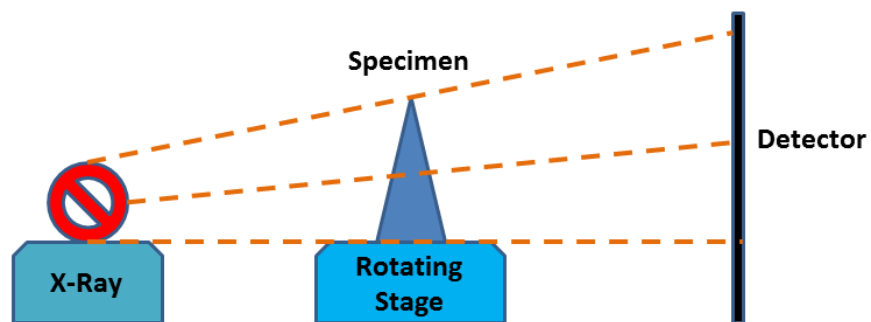 Specimen
Detector
X-Ray
Rotating
Stage